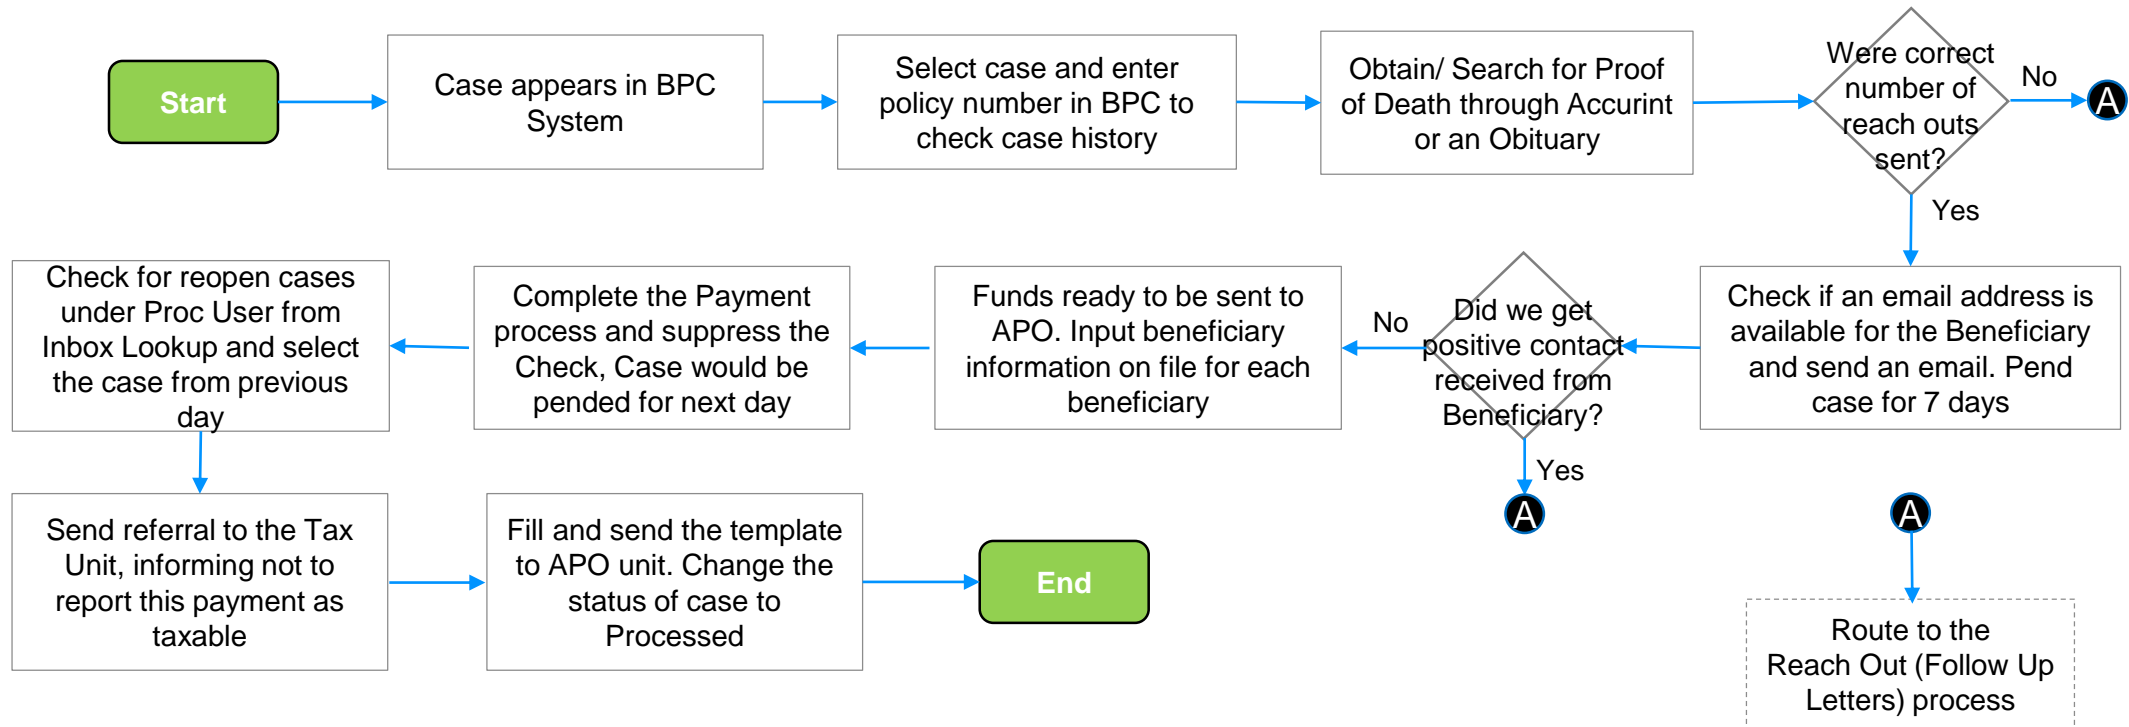 Start
Case appears in BPC
System
Select case and enter
policy number in BPC to
check case history
Obtain/ Search for Proof
of Death through Accurint
or an Obituary
Were correct
number of
reach outs
sent?
No
A
Yes
Check if an email address is
available for the Beneficiary
and send an email. Pend
case for 7 days
Did we get
positive contact
received from
Beneficiary?
No
Yes
A
Funds ready to be sent to
APO. Input beneficiary
information on file for each
beneficiary
Complete the Payment
process and suppress the
Check, Case would be
pended for next day
Check for reopen cases
under Proc User from
Inbox Lookup and select
the case from previous
day
Send referral to the Tax
Unit, informing not to
report this payment as
taxable
Fill and send the template
to APO unit. Change the
status of case to
Processed
End
A
Route to the
Reach Out (Follow Up
Letters) process